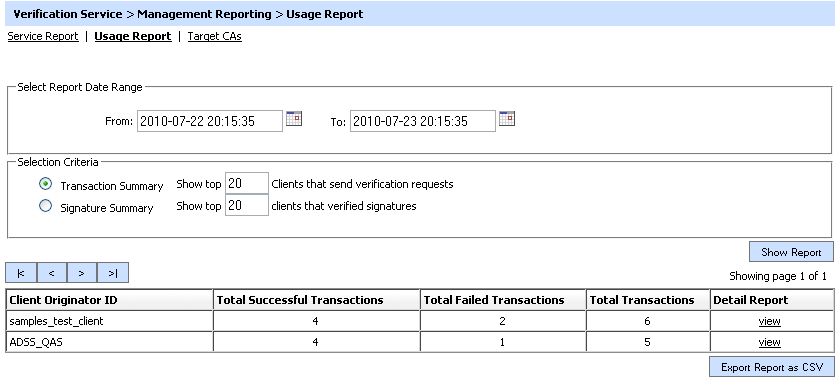 Verification Service > Management Reporting > Usage Report
Service Report | Usage Report | Target CAs
Select Report Date Range
From: 2010-07-22 20:15:35 To: 2010-07-23 20:15:35
Selection Criteria
Transaction Summary Show top 20 Clients that send verification requests
Signature Summary Show top 20 clients that verified signatures
Show Report
|< < > >| Showing page 1 of 1
Client Originator ID Total Successful Transactions Total Failed Transactions Total Transactions Detail Report
samples_test_client 4 2 6 view
ADSS_QAS 4 1 5 view
Export Report as CSV